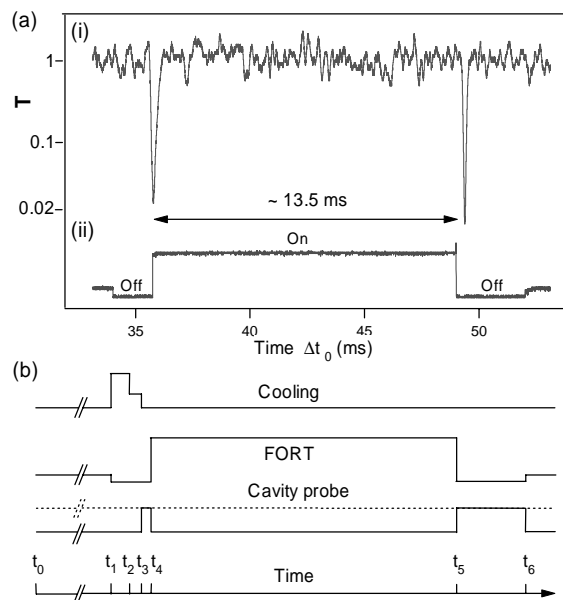 (a)
(i)
1
0.1
0.02
T
~ 13.5 ms
(ii)
On
Off
Off
35
40
45
50
Time Δt₀ (ms)
(b)
Cooling
FORT
Cavity probe
t₀
t₁ t₂ t₃ t₄
t₅
t₆
Time